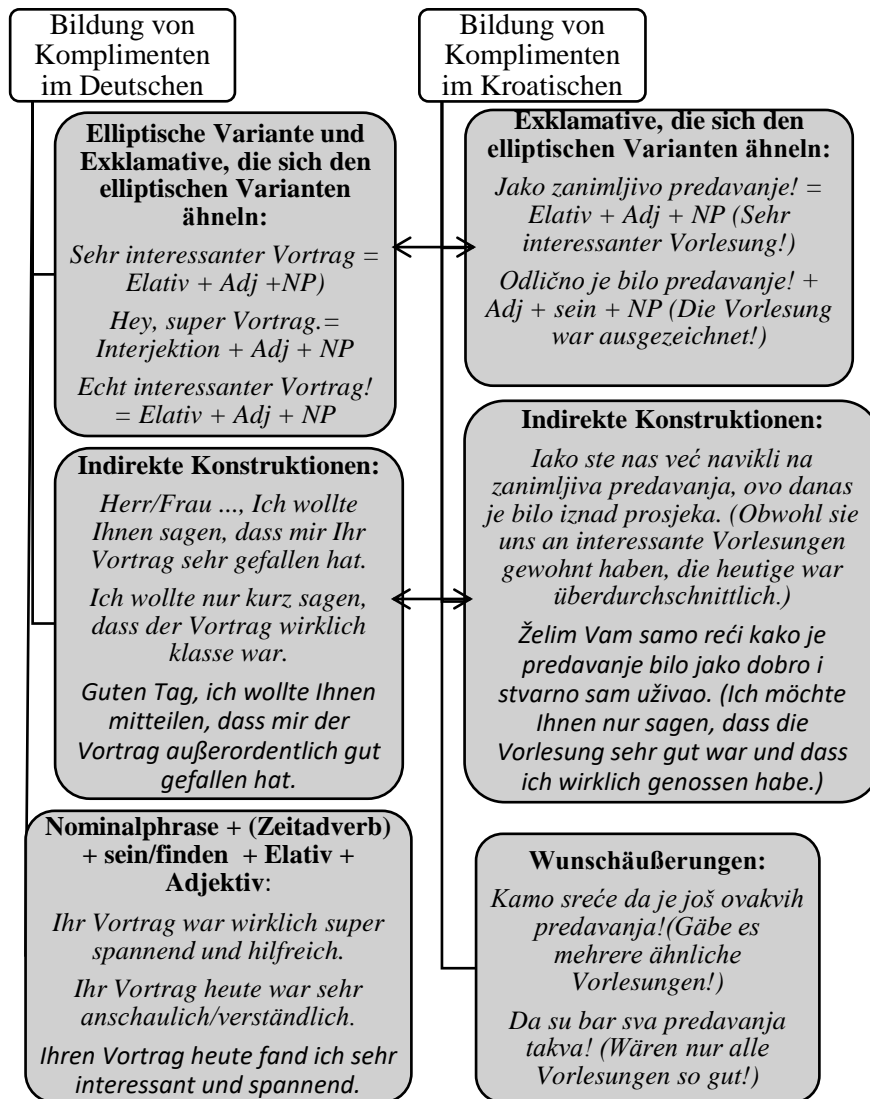 Bildung von
Komplimenten
im Deutschen
Elliptische Variante und
Exklamative, die sich den
elliptischen Varianten
ähneln:
Sehr interessanter Vortrag =
Elativ + Adj +NP)
Hey, super Vortrag.=
Interjektion + Adj + NP
Echt interessanter Vortrag!
= Elativ + Adj + NP
Indirekte Konstruktionen:
Herr/Frau ..., Ich wollte
Ihnen sagen, dass mir Ihr
Vortrag sehr gefallen hat.
Ich wollte nur kurz sagen,
dass der Vortrag wirklich
klasse war.
Guten Tag, ich wollte Ihnen
mitteilen, dass mir der
Vortrag außerordentlich gut
gefallen hat.
Nominalphrase + (Zeitadverb)
+ sein/finden + Elativ +
Adjektiv:
Ihr Vortrag war wirklich super
spannend und hilfreich.
Ihr Vortrag heute war sehr
anschaulich/verständlich.
Ihren Vortrag heute fand ich sehr
interessant und spannend.
Bildung von
Komplimenten
im Kroatischen
Exklamative, die sich den
elliptischen Varianten ähneln:
Jako zanimljivo predavanje! =
Elativ + Adj + NP (Sehr
interessanter Vorlesung!)
Odlično je bilo predavanje! +
Adj + sein + NP (Die Vorlesung
war ausgezeichnet!)
Indirekte Konstruktionen:
Iako ste nas već navikli na
zanimljiva predavanja, ovo danas
je bilo iznad prosjeka. (Obwohl sie
uns an interessante Vorlesungen
gewohnt haben, die heutige war
überdurchschnittlich.)
Želim Vam samo reći kako je
predavanje bilo jako dobro i
stvarno sam uživao. (Ich möchte
Ihnen nur sagen, dass die
Vorlesung sehr gut war und dass
ich wirklich genossen habe.)
Wunschäußerungen:
Kamo sreće da je još ovakvih
predavanja!(Gäbe es
mehrere ähnliche
Vorlesungen!)
Da su bar sva predavanja
takva! (Wären nur alle
Vorlesungen so gut!)